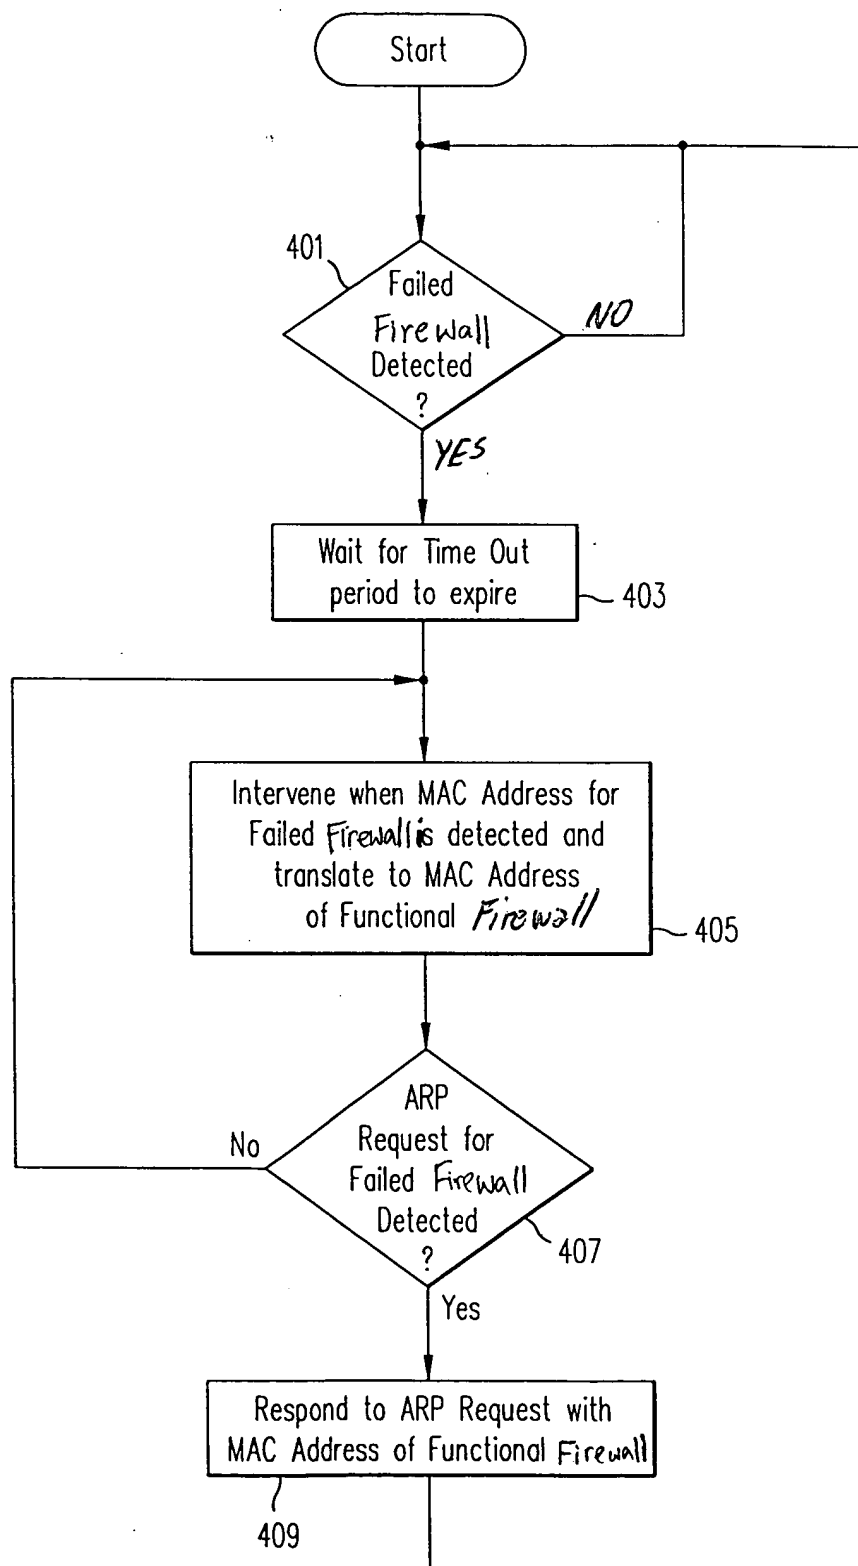 Start
401
Failed
Firewall
Detected
?
NO
YES
Wait for Time Out
period to expire
403
Intervene when MAC Address for
Failed Firewall is detected and
translate to MAC Address
of Functional Firewall
405
ARP
Request for
Failed Firewall
Detected
?
No
407
Yes
Respond to ARP Request with
MAC Address of Functional Firewall
409